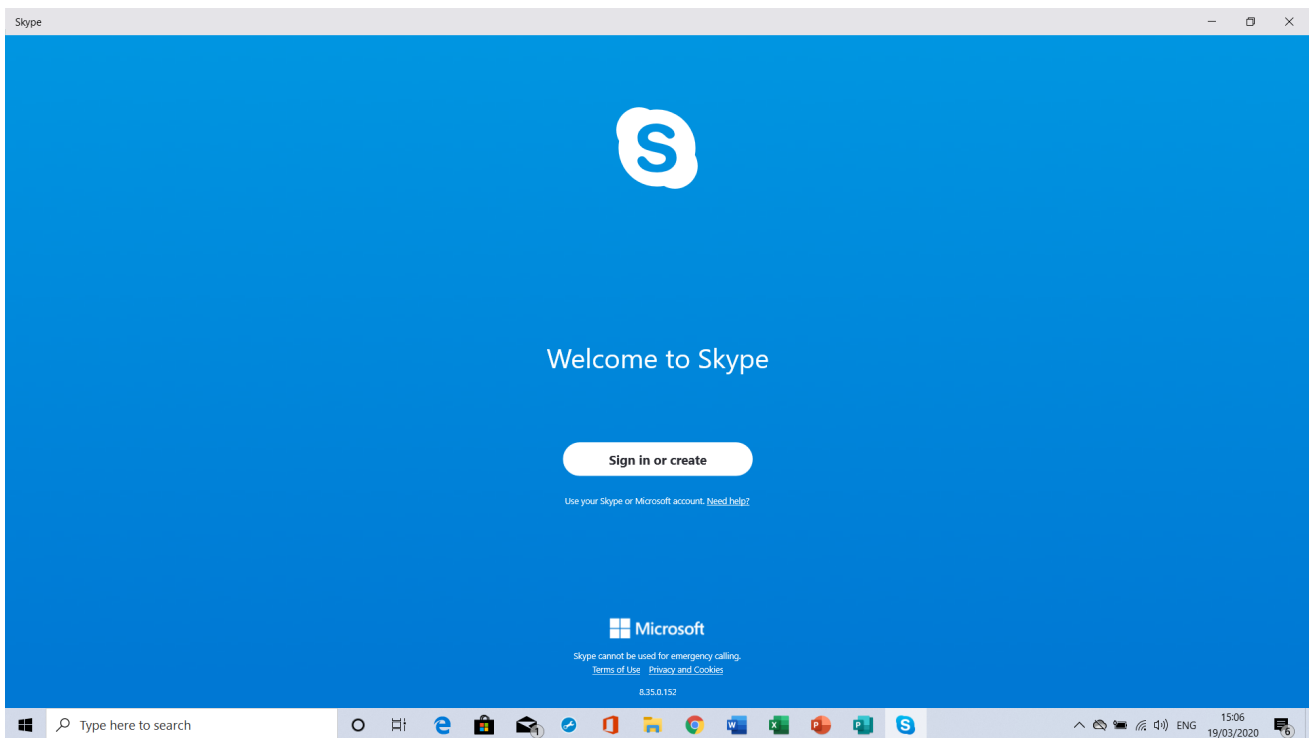 Skype
S
Welcome to Skype
Sign in or create
Use your Skype or Microsoft account. Need help?
Microsoft
Skype cannot be used for emergency calling.
Terms of Use Privacy and Cookies
8.35.0.152
Type here to search
ENG
15:06
19/03/2020
6